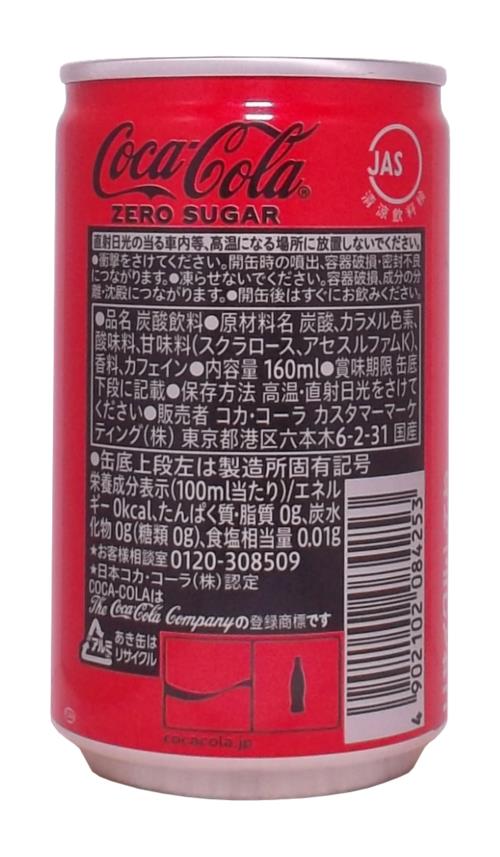 Coca-Cola®
ZERO SUGAR
JAS
清涼飲料検
直射日光の当る車内等、高温になる場所に放置しないでください。
●衝撃をさけてください。開缶時の噴出、容器破損・密封不良
につながります。●凍らせないでください。容器破損、成分の分
離・沈殿につながります。●開缶後はすぐにお飲みください。
●品名 炭酸飲料●原材料名 炭酸、カラメル色素、
酸味料、甘味料(スクラロース、アセスルファムK)、
香料、カフェイン●内容量 160ml●賞味期限 缶底
下段に記載●保存方法 高温・直射日光をさけて
ください●販売者 コカ・コーラ カスタマーマーケ
ティング(株) 東京都港区六本木6-2-31 国産
●缶底上段左は製造所固有記号
栄養成分表示(100ml当たり)/エネル
ギー 0kcal、たんぱく質・脂質 0g、炭水
化物 0g(糖類 0g)、食塩相当量 0.01g
★お客様相談室 0120-308509
★日本コカ・コーラ(株)認定
COCA-COLAは
The Coca-Cola Companyの登録商標です
アルミ
あき缶は
リサイクル
cocacola.jp
4902102084253